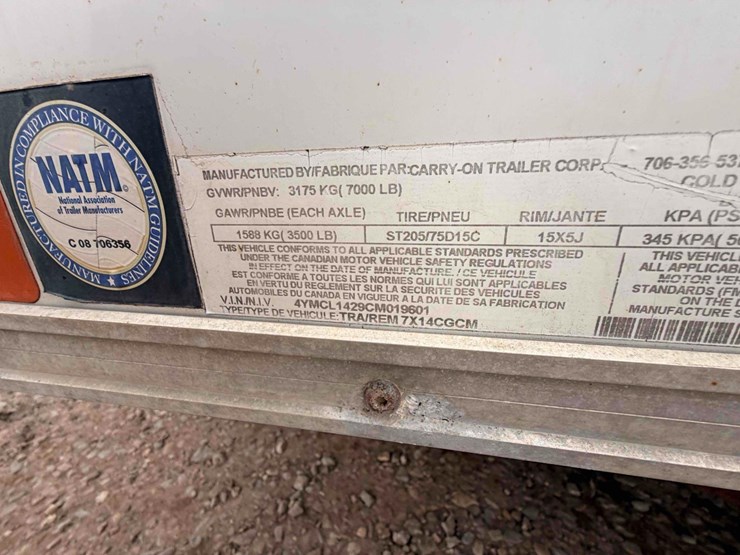 MANUFACTURED IN COMPLIANCE WITH NATM GUIDELINES.
NATM®
National Association
of Trailer Manufacturers
C 08 706356
MANUFACTURED BY/FABRIQUE PAR:CARRY-ON TRAILER CORP. 706-356-53
GVWR/PNBV: 3175 KG( 7000 LB) COLD
GAWR/PNBE (EACH AXLE) TIRE/PNEU RIM/JANTE KPA (PS
1588 KG( 3500 LB) ST205/75D15C 15X5J 345 KPA( 5
THIS VEHICLE CONFORMS TO ALL APPLICABLE STANDARDS PRESCRIBED
UNDER THE CANADIAN MOTOR VEHICLE SAFETY REGULATIONS
IN EFFECT ON THE DATE OF MANUFACTURE. / CE VEHICULE
EST CONFORME A TOUTES LES NORMES QUI LUI SONT APPLICABLES
EN VERTU DU REGLEMENT SUR LA SECURITE DES VEHICULES
AUTOMOBILES DU CANADA EN VIGUEUR A LA DATE DE SA FABRICATION
V.I.N./N.I.V. 4YMCL1429CM019601
TYPE/TYPE DE VEHICULE: TRA/REM 7X14CGCM
THIS VEHICL
ALL APPLICAB
MOTOR VEH
STANDARDS (FM
ON THE D
MANUFACTURE S